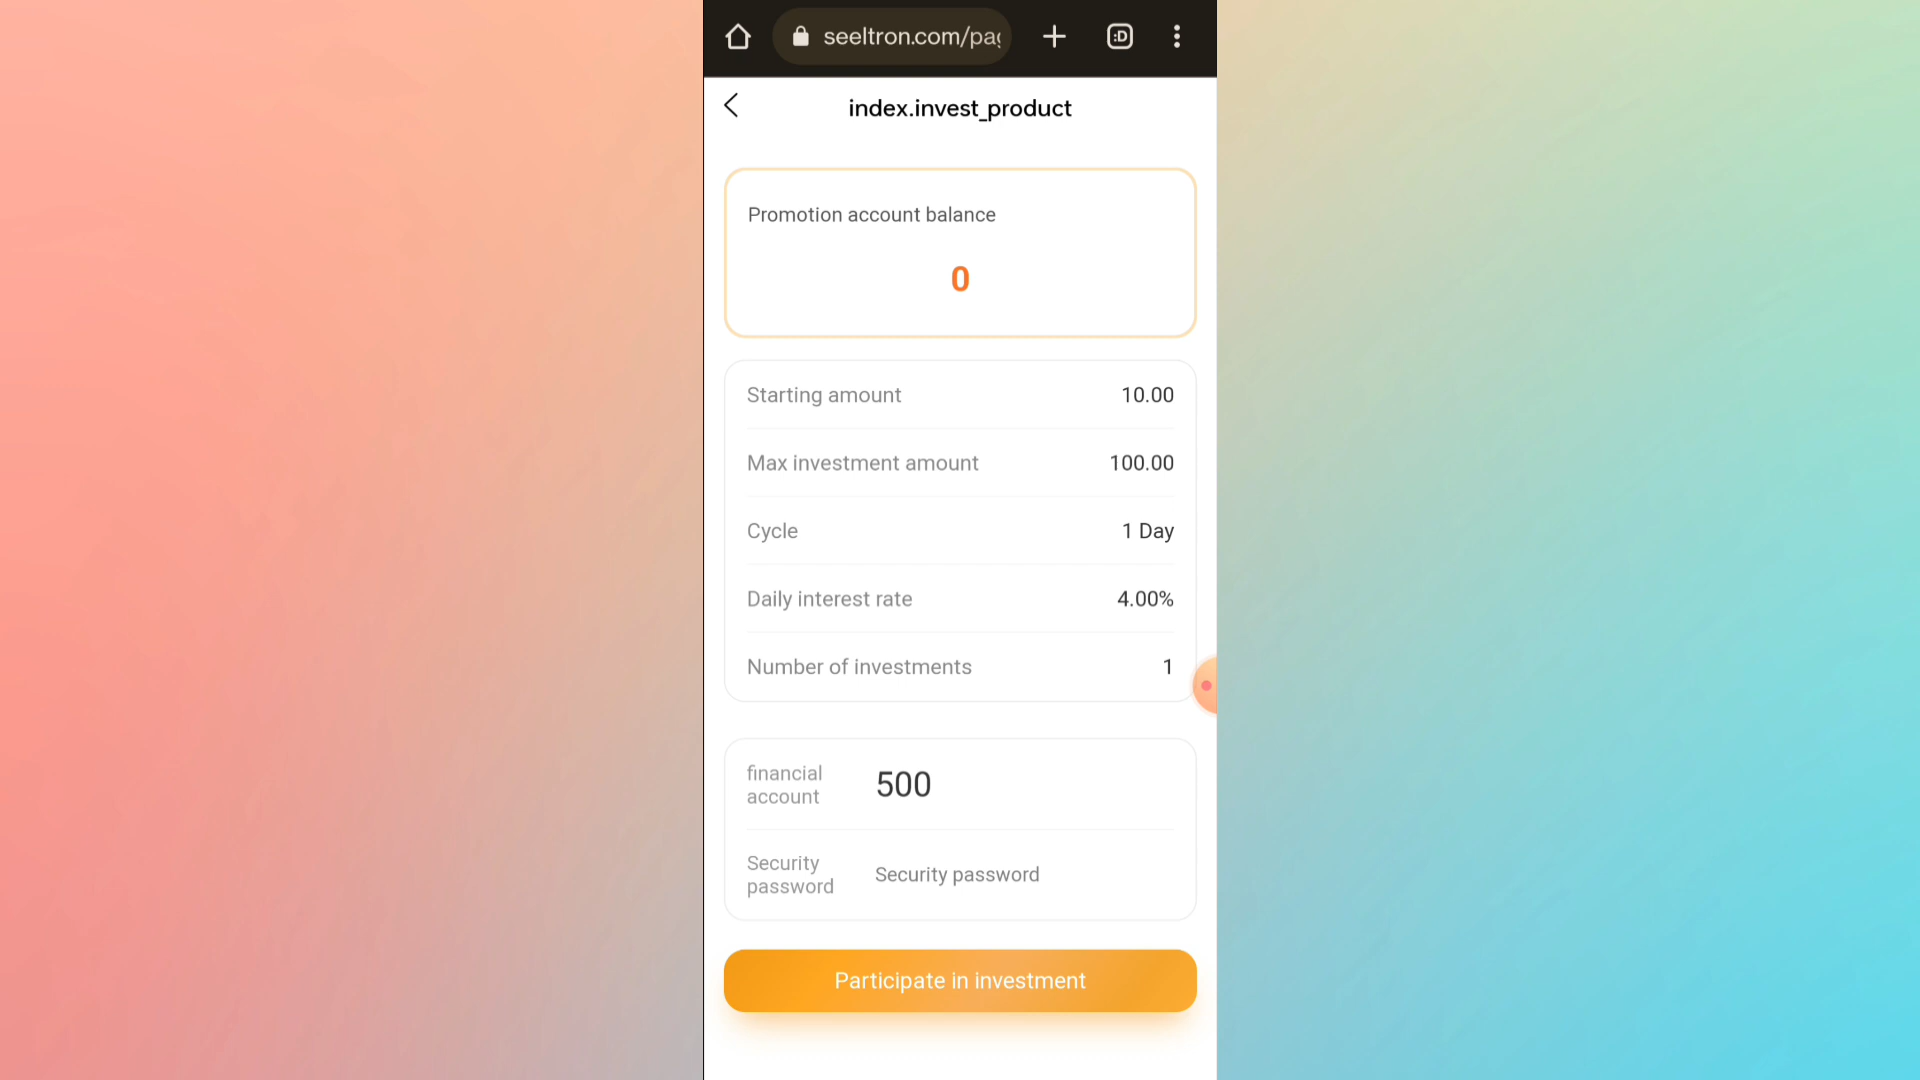 seeltron.com/pag
:D
index.invest_product
Promotion account balance
0
Starting amount 10.00
Max investment amount 100.00
Cycle 1 Day
Daily interest rate 4.00%
Number of investments 1
financial account 500
Security password Security password
Participate in investment